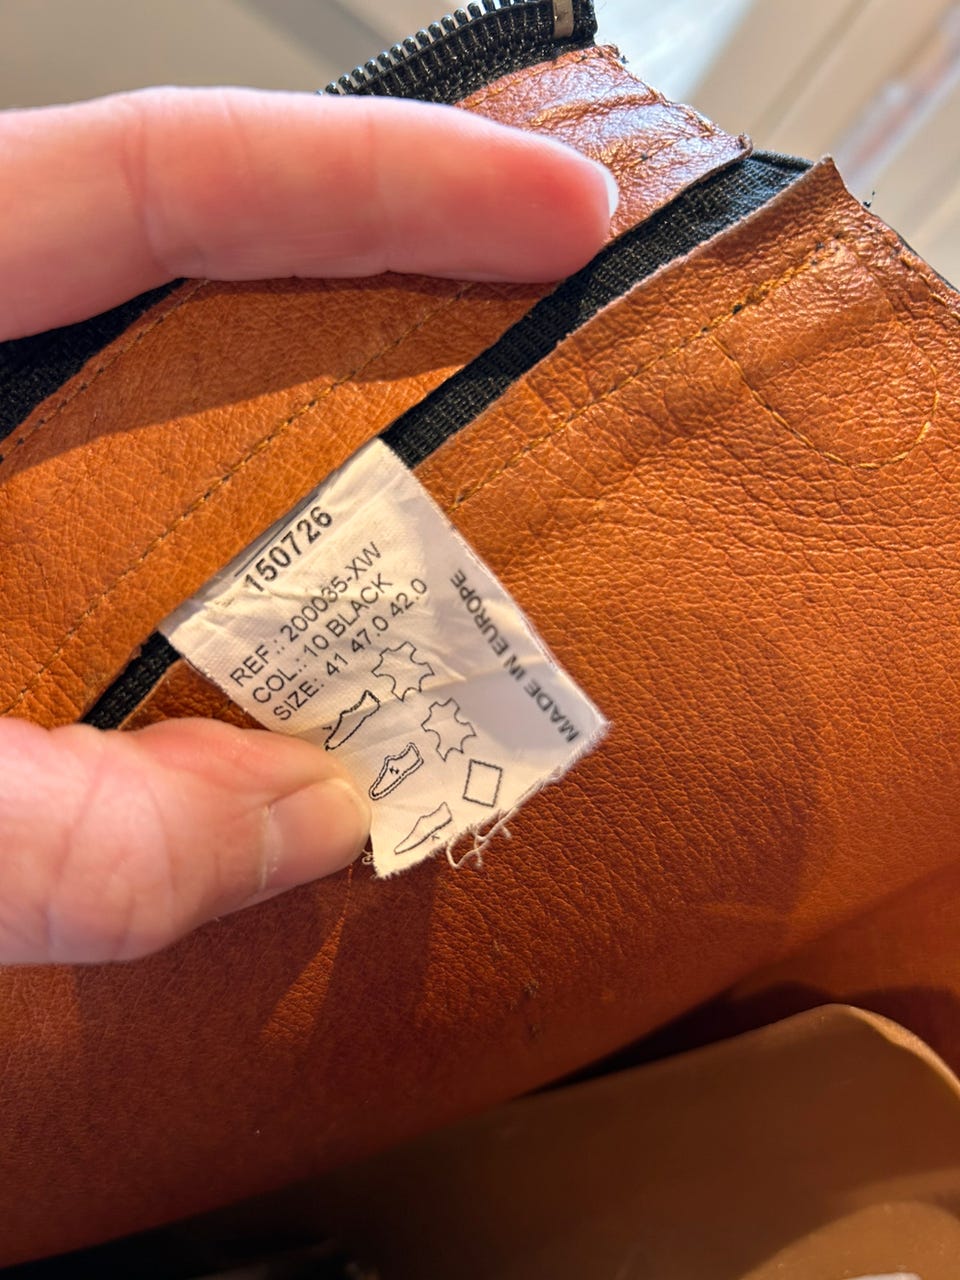 150726
REF.: 200035-XW
COL.: 10 BLACK
SIZE: 41 47.0 42.0
MADE IN EUROPE